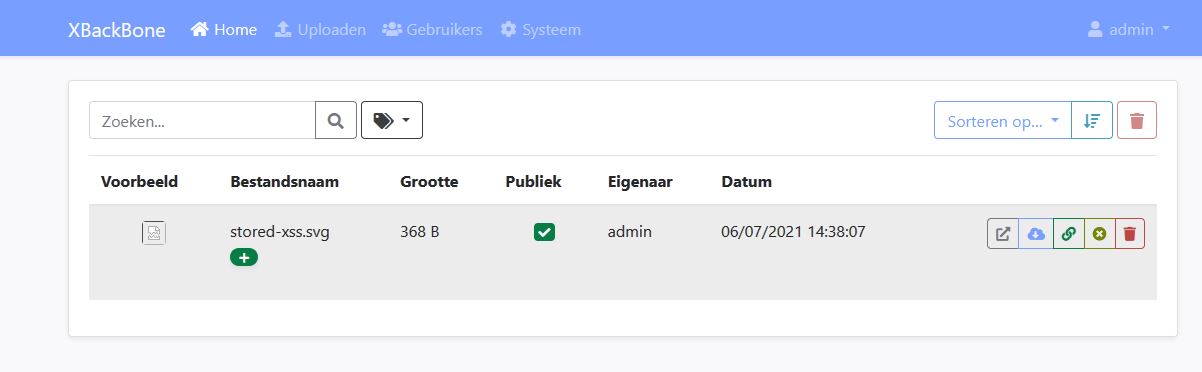 XBackBone Home Uploaden Gebruikers Systeem admin
Zoeken... Sorteren op...
Voorbeeld Bestandsnaam Grootte Publiek Eigenaar Datum
stored-xss.svg 368 B admin 06/07/2021 14:38:07